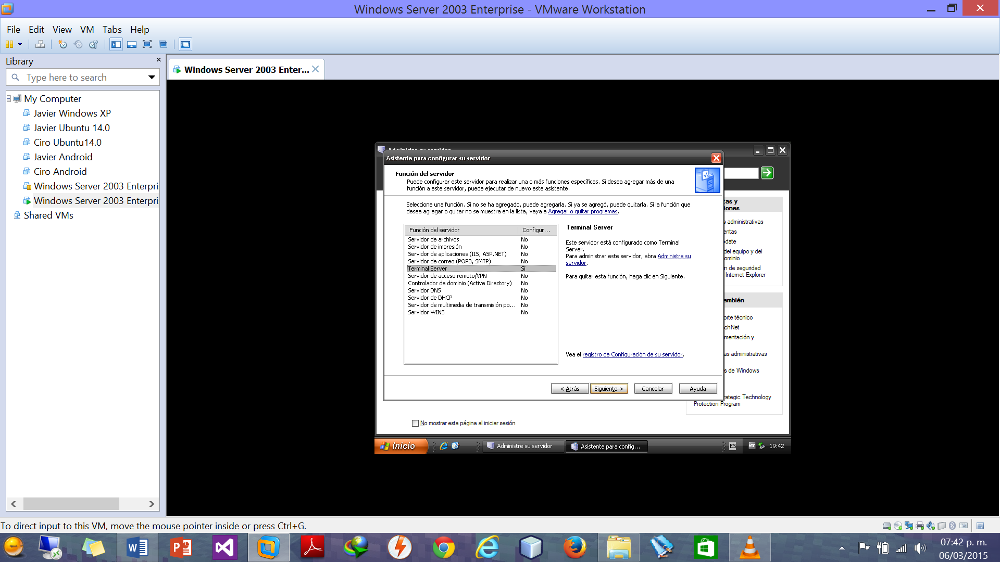 Windows Server 2003 Enterprise - VMware Workstation
File Edit View VM Tabs Help
Library
Type here to search
My Computer
Javier Windows XP
Javier Ubuntu 14.0
Ciro Ubuntu14.0
Javier Android
Ciro Android
Windows Server 2003 Enterpri
Windows Server 2003 Enterpri
Shared VMs
Windows Server 2003 Enter...
Asistente para configurar su servidor
Función del servidor
Puede configurar este servidor para realizar una o más funciones específicas. Si desea agregar más de una
función a este servidor, puede ejecutar de nuevo este asistente.
Seleccione una función. Si no se ha agregado, puede agregarla. Si ya se agregó, puede quitarla. Si la función que
desea agregar o quitar no se muestra en la lista, vaya a Agregar o quitar programas.
Función del servidor Configur...
Servidor de archivos No
Servidor de impresión No
Servidor de aplicaciones (IIS, ASP.NET) No
Servidor de correo (POP3, SMTP) No
Terminal Server Sí
Servidor de acceso remoto/VPN No
Controlador de dominio (Active Directory) No
Servidor DNS No
Servidor de DHCP No
Servidor de multimedia de transmisión po... No
Servidor WINS No
Terminal Server
Este servidor está configurado como Terminal
Server.
Para administrar este servidor, abra Administre su
servidor.
Para quitar esta función, haga clic en Siguiente.
Vea el registro de Configuración de su servidor.
< Atrás Siguiente > Cancelar Ayuda
as y
iones
s administrativas
entas
date
del equipo y del
ominio
n de seguridad
Internet Explorer
ambién
orte técnico
chNet
mentación y
as administrativas
s de Windows
rategic Technology
Protection Program
No mostrar esta página al iniciar sesión
Inicio Administre su servidor Asistente para config... ES vm 19:42
To direct input to this VM, move the mouse pointer inside or press Ctrl+G.
07:42 p. m.
06/03/2015